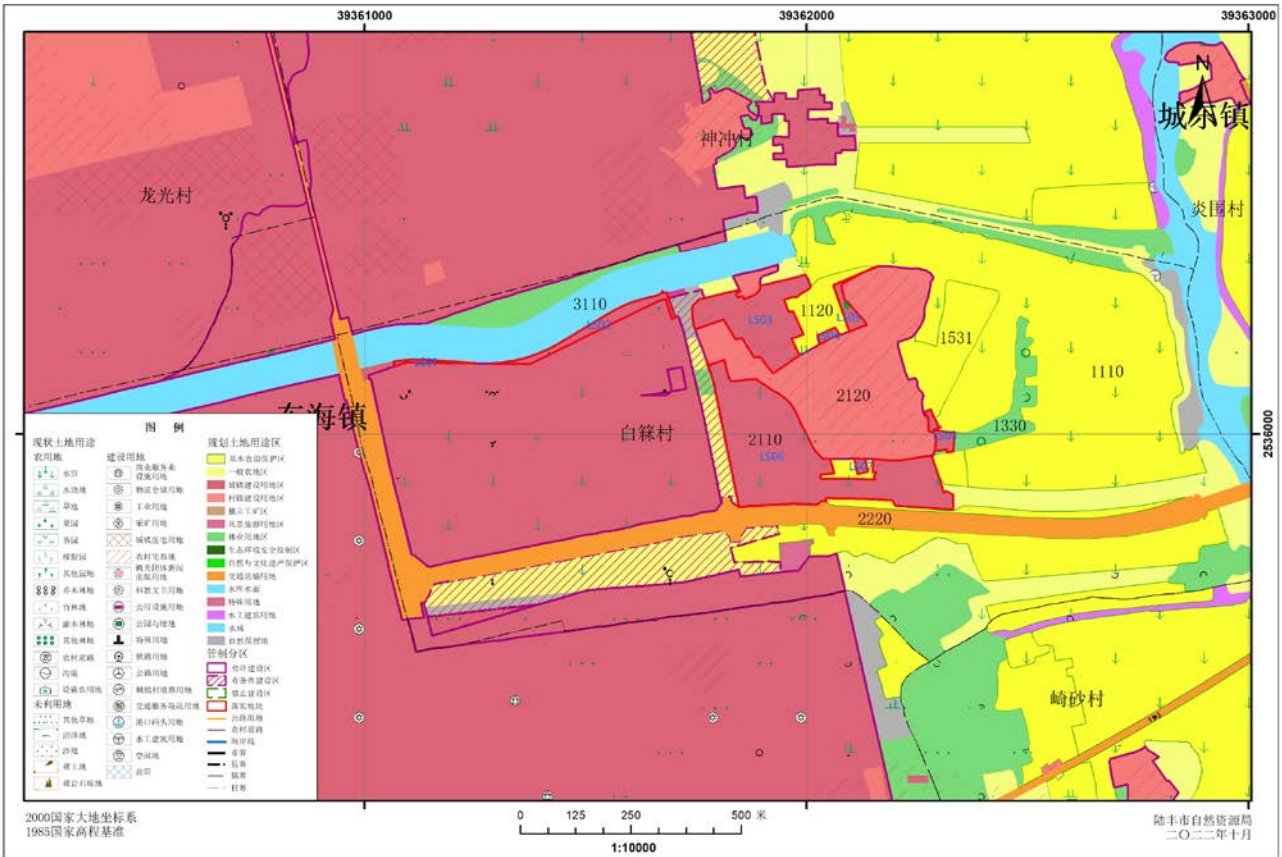 39361000
39362000
39363000
N
城东镇
神冲村
龙光村
炎围村
3110
LS02
LS03
1120
LS05
1531
1110
LS01
2120
东海镇
白箖村
2110
1330
LS06
2536000
2220
崎砂村
图 例
现状土地用途
规划土地用途区
农用地
建设用地
水田
商业服务业
设施用地
基本农田保护区
水浇地
物流仓储用地
一般农地区
旱地
工业用地
城镇建设用地区
果园
采矿用地
村镇建设用地区
茶园
城镇住宅用地
独立工矿区
橡胶园
农村宅基地
风景旅游用地区
其他园地
机关团体新闻
出版用地
林业用地区
生态环境安全控制区
乔木林地
科教文卫用地
自然与文化遗产保护区
竹林地
公用设施用地
交通运输用地
灌木林地
公园与绿地
水库水面
其他林地
特殊用地
特殊用地
水工建筑用地
农村道路
铁路用地
水域
沟渠
公路用地
自然保留地
设施农用地
城镇村道路用地
管制分区
未利用地
交通服务场站用地
允许建设区
其他草地
港口码头用地
有条件建设区
沼泽地
水工建筑用地
禁止建设区
沙地
空闲地
落实地块
裸土地
盐田
公路用地
裸岩石砾地
农村道路
海岸线
市界
县界
镇界
村界
2000国家大地坐标系
1985国家高程基准
0 125 250 500 米
1:10000
陆丰市自然资源局
二〇二二年十月